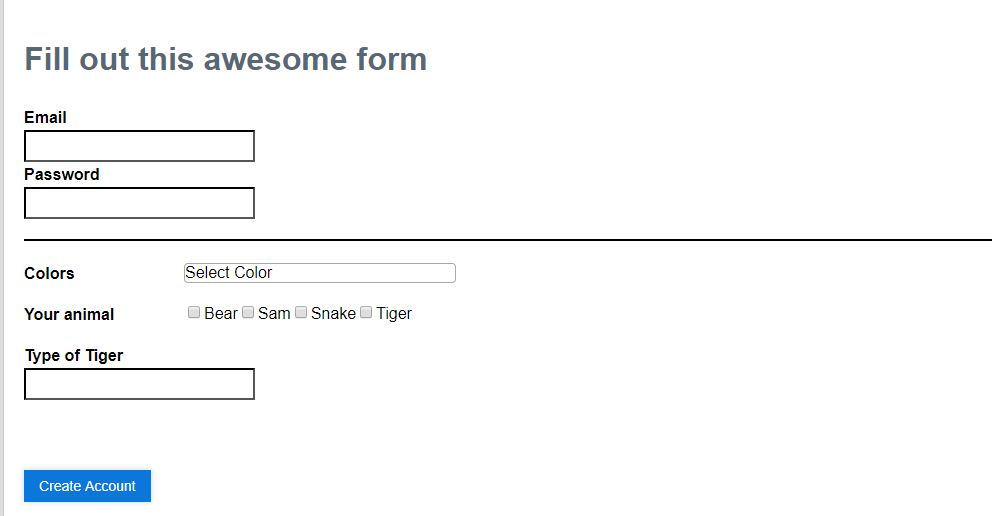 Fill out this awesome form
Email
Password
Colors Select Color
Your animal Bear Sam Snake Tiger
Type of Tiger
Create Account